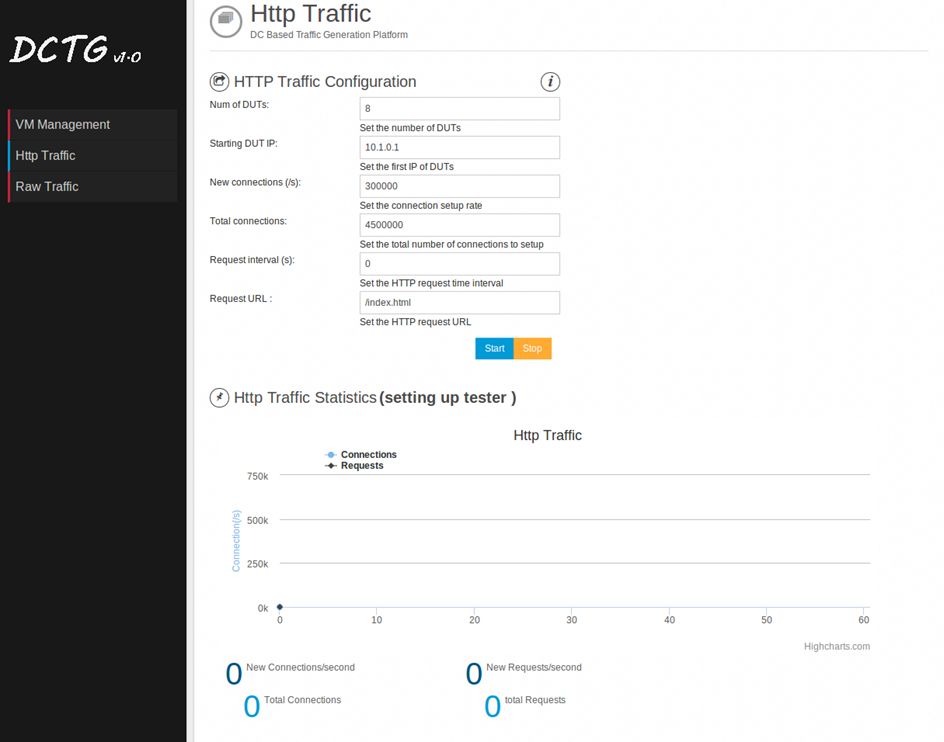 DCTG v1.0
VM Management
Http Traffic
Raw Traffic
Http Traffic
DC Based Traffic Generation Platform
HTTP Traffic Configuration i
Num of DUTs: 8
Set the number of DUTs
Starting DUT IP: 10.1.0.1
Set the first IP of DUTs
New connections (/s): 300000
Set the connection setup rate
Total connections: 4500000
Set the total number of connections to setup
Request interval (s): 0
Set the HTTP request time interval
Request URL : /index.html
Set the HTTP request URL
Start Stop
Http Traffic Statistics (setting up tester )
Http Traffic
Connections
Requests
Connection(/s)
750k
500k
250k
0k
0 10 20 30 40 50 60
Highcharts.com
0 New Connections/second 0 New Requests/second
0 Total Connections 0 total Requests